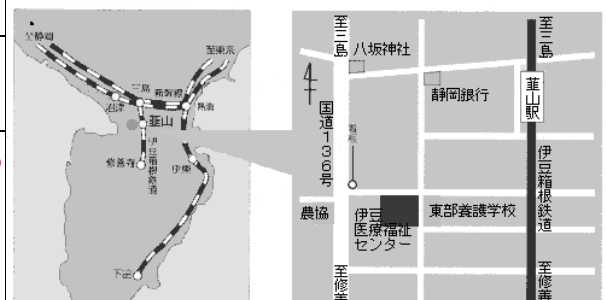 至静岡
至東京
三島
新幹線
沼津
熱海
韮山
伊豆箱根鉄道
修善寺
伊東
下田
至三島
至三島
八坂神社
静岡銀行
韮山駅
国道136号
看板
伊豆箱根鉄道
農協
伊豆
医療福祉
センター
東部養護学校
至修善
至修善